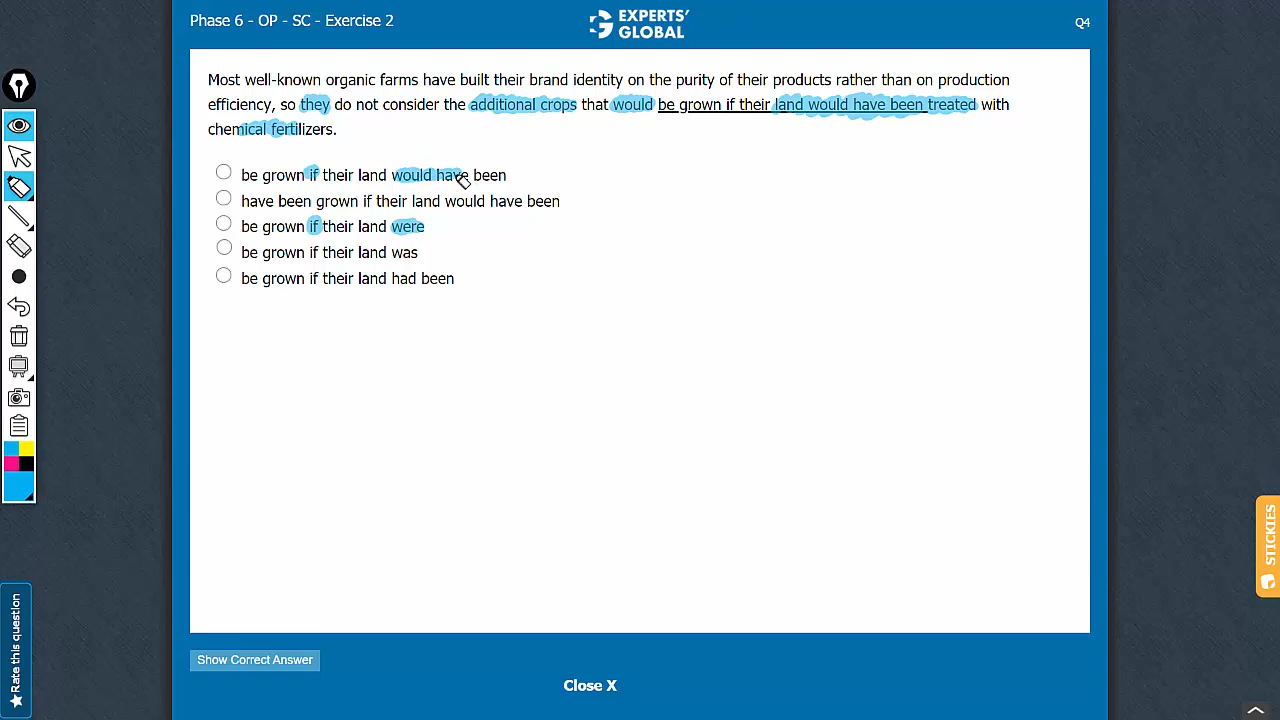 Phase 6 - OP - SC - Exercise 2
EXPERTS'
GLOBAL
Q4
Most well-known organic farms have built their brand identity on the purity of their products rather than on production
efficiency, so they do not consider the additional crops that would be grown if their land would have been treated with
chemical fertilizers.
be grown if their land would have been
have been grown if their land would have been
be grown if their land were
be grown if their land was
be grown if their land had been
STICKIES
Rate this question
Show Correct Answer
Close X